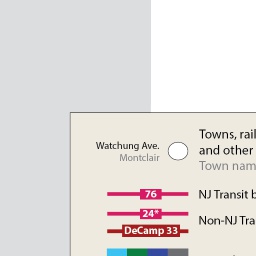 Watchung Ave.
Montclair
Towns, rail
and other
Town nam
76
NJ Transit b
24*
Non-NJ Tra
DeCamp 33